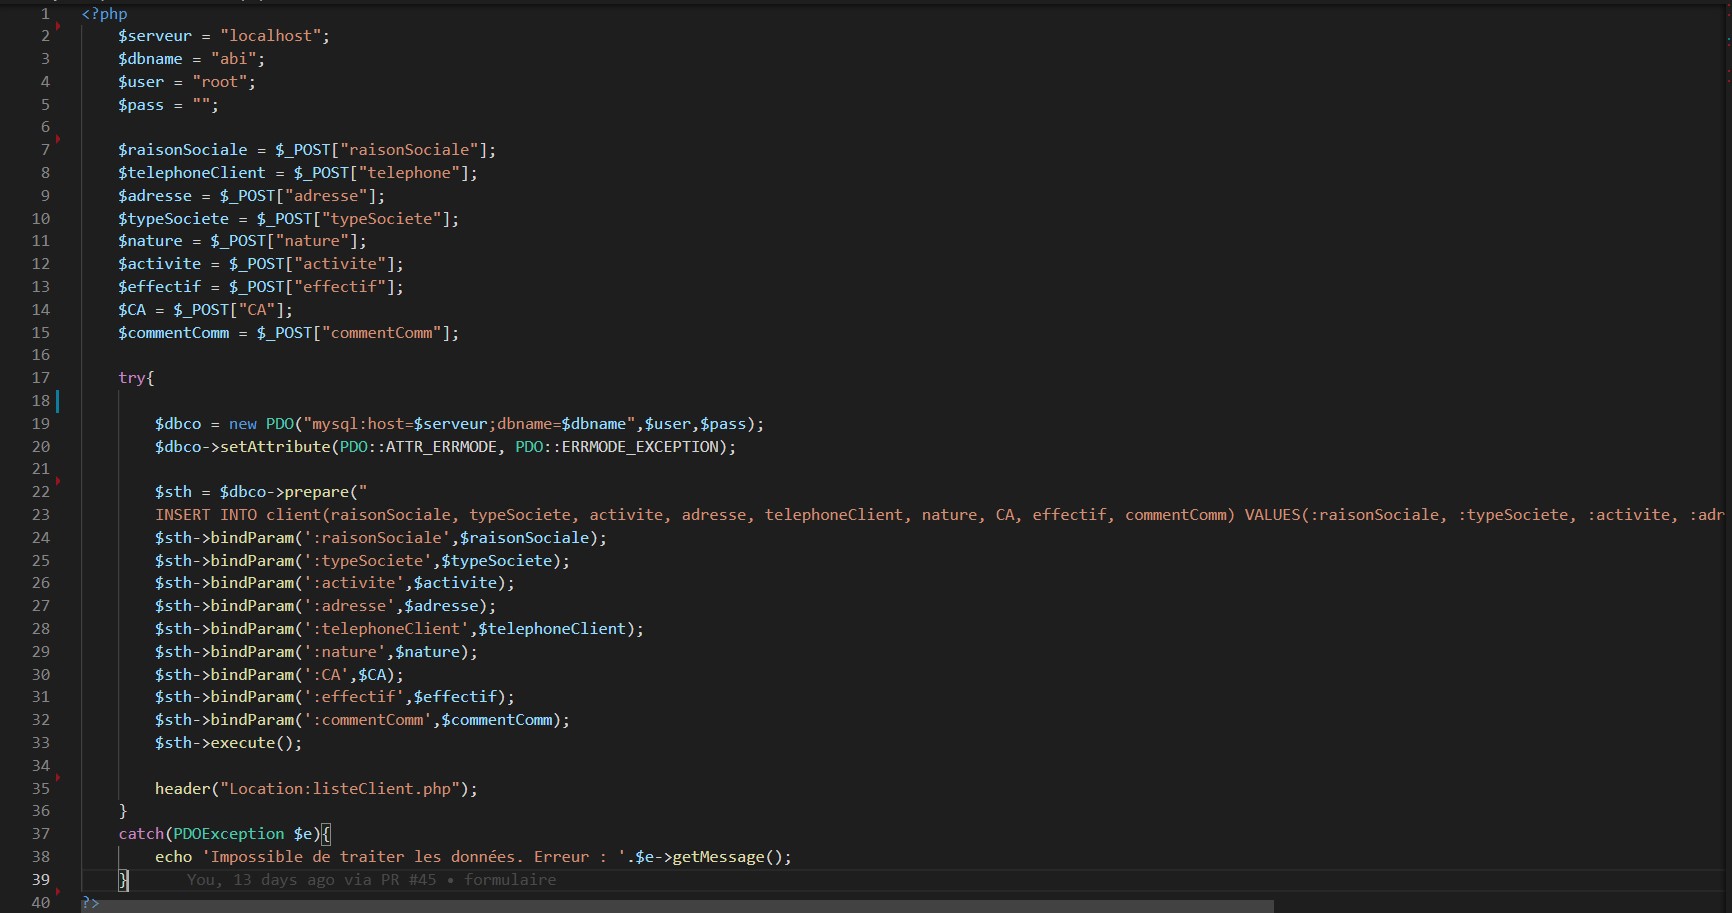 1 <?php
2 $serveur = "localhost";
3 $dbname = "abi";
4 $user = "root";
5 $pass = "";
6
7 $raisonSociale = $_POST["raisonSociale"];
8 $telephoneClient = $_POST["telephone"];
9 $adresse = $_POST["adresse"];
10 $typeSociete = $_POST["typeSociete"];
11 $nature = $_POST["nature"];
12 $activite = $_POST["activite"];
13 $effectif = $_POST["effectif"];
14 $CA = $_POST["CA"];
15 $commentComm = $_POST["commentComm"];
16
17 try{
18
19 $dbco = new PDO("mysql:host=$serveur;dbname=$dbname",$user,$pass);
20 $dbco->setAttribute(PDO::ATTR_ERRMODE, PDO::ERRMODE_EXCEPTION);
21
22 $sth = $dbco->prepare("
23 INSERT INTO client(raisonSociale, typeSociete, activite, adresse, telephoneClient, nature, CA, effectif, commentComm) VALUES(:raisonSociale, :typeSociete, :activite, :adr
24 $sth->bindParam(':raisonSociale',$raisonSociale);
25 $sth->bindParam(':typeSociete',$typeSociete);
26 $sth->bindParam(':activite',$activite);
27 $sth->bindParam(':adresse',$adresse);
28 $sth->bindParam(':telephoneClient',$telephoneClient);
29 $sth->bindParam(':nature',$nature);
30 $sth->bindParam(':CA',$CA);
31 $sth->bindParam(':effectif',$effectif);
32 $sth->bindParam(':commentComm',$commentComm);
33 $sth->execute();
34
35 header("Location:listeClient.php");
36 }
37 catch(PDOException $e){
38 echo 'Impossible de traiter les données. Erreur : '.$e->getMessage();
39 } You, 13 days ago via PR #45 • formulaire
40 ?>